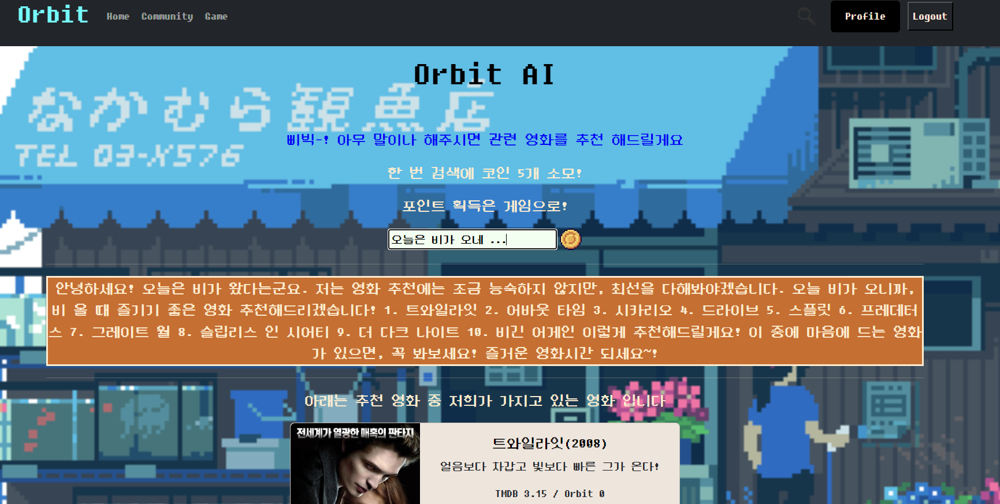 Orbit Home Community Game Profile Logout
Orbit AI
なかむら観魚店
삐빅-! 아무 말이나 해주시면 관련 영화를 추천 해드릴게요
TEL 03-X576
한 번 검색에 코인 5개 소모!
포인트 획득은 게임으로!
오늘은 비가 오네 ...
안녕하세요! 오늘은 비가 왔다는군요. 저는 영화 추천에는 조금 능숙하지 않지만, 최선을 다해봐야겠습니다. 오늘 비가 오니까,
비 올 때 즐기기 좋은 영화 추천해드리겠습니다! 1. 트와일라잇 2. 어바웃 타임 3. 시카리오 4. 드라이브 5. 스플릿 6. 프레데터
스 7. 그레이트 월 8. 슬립리스 인 시어티 9. 더 다크 나이트 10. 비긴 어게인 이렇게 추천해드릴게요! 이 중에 마음에 드는 영화
가 있으면, 꼭 봐보세요! 즐거운 영화시간 되세요~!
아래는 추천 영화 중 저희가 가지고 있는 영화 입니다
전세계가 열광한 매혹의 판타지
트와일라잇(2008)
얼음보다 차갑고 빛보다 빠른 그가 온다!
TMDB 3.15 / Orbit 0